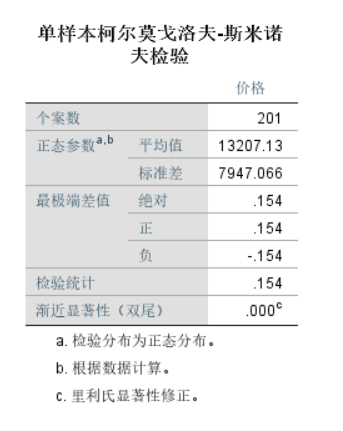 单样本柯尔莫戈洛夫-斯米诺
夫检验
价格
个案数 201
正态参数a,b 平均值 13207.13
标准差 7947.066
最极端差值 绝对 .154
正 .154
负 -.154
检验统计 .154
渐近显著性（双尾） .000c
a. 检验分布为正态分布。
b. 根据数据计算。
c. 里利氏显著性修正。